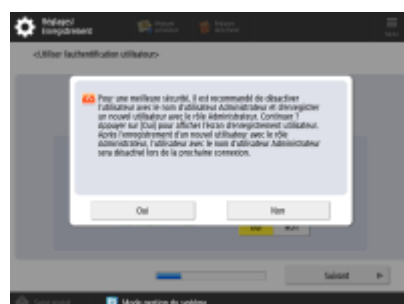 Réglages/
Enregistrement
<Utiliser l'authentification utilisateur>
Pour une meilleure sécurité, il est recommandé de désactiver
l'utilisateur avec le nom d'utilisateur Administrateur et d'enregistrer
un nouvel utilisateur avec le rôle Administrateur. Continuer ?
Appuyer sur [Oui] pour afficher l'écran d'enregistrement utilisateur.
Après l'enregistrement d'un nouvel utilisateur avec le rôle
Administrateur, l'utilisateur avec le nom d'utilisateur Administrateur
sera désactivé lors de la prochaine connexion.
Oui Non
Suivant
Mode gestion du système